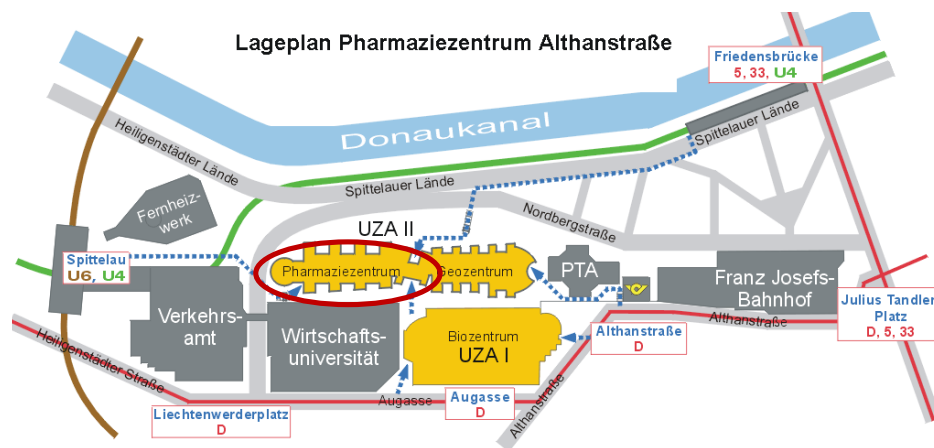 Lageplan Pharmaziezentrum Althanstraße
Friedensbrücke
5, 33, U4
Donaukanal
Heiligenstädter Lände
Spittelauer Lände
Spittelauer Lände
Nordbergstraße
Fernheiz-
werk
UZA II
Spittelau
U6, U4
Pharmaziezentrum
Geozentrum
PTA
Franz Josefs-
Bahnhof
Julius Tandler
Platz
D, 5, 33
Verkehrs-
amt
Wirtschafts-
universität
Biozentrum
UZA I
Althanstraße
D
Althanstraße
Heiligenstädter Straße
Liechtenwerderplatz
D
Augasse
Augasse
D
Althanstraße